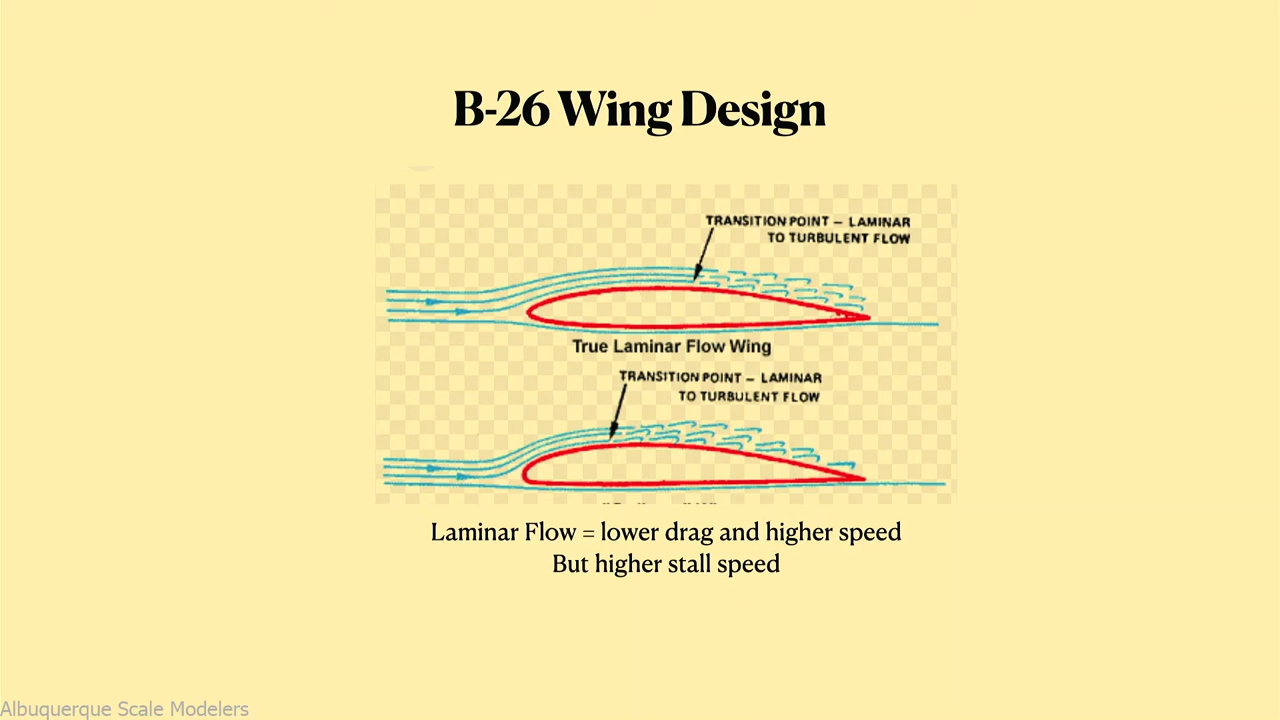 B-26 Wing Design
TRANSITION POINT – LAMINAR
TO TURBULENT FLOW
True Laminar Flow Wing
TRANSITION POINT – LAMINAR
TO TURBULENT FLOW
Laminar Flow = lower drag and higher speed
But higher stall speed
Albuquerque Scale Modelers